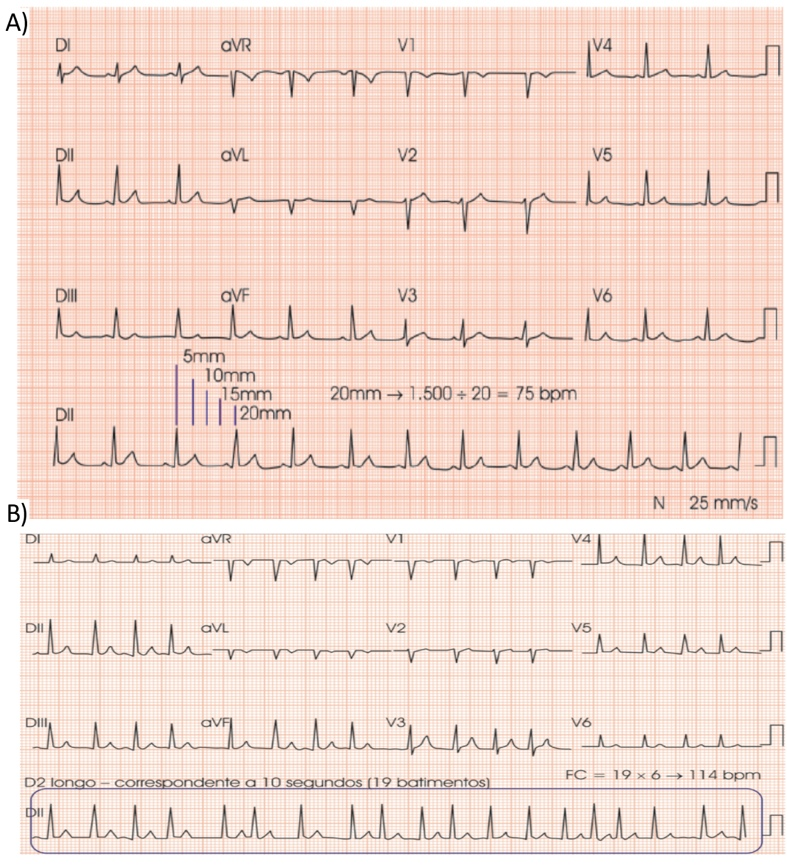 A)
DI aVR V1 V4
DII aVL V2 V5
DIII aVF V3 V6
5mm
10mm
15mm
20mm → 1.500 ÷ 20 = 75 bpm
20mm
DII
N 25 mm/s
B)
DI aVR V1 V4
DII aVL V2 V5
DIII aVF V3 V6
FC = 19 × 6 → 114 bpm
D2 longo – correspondente a 10 segundos (19 batimentos)
DII